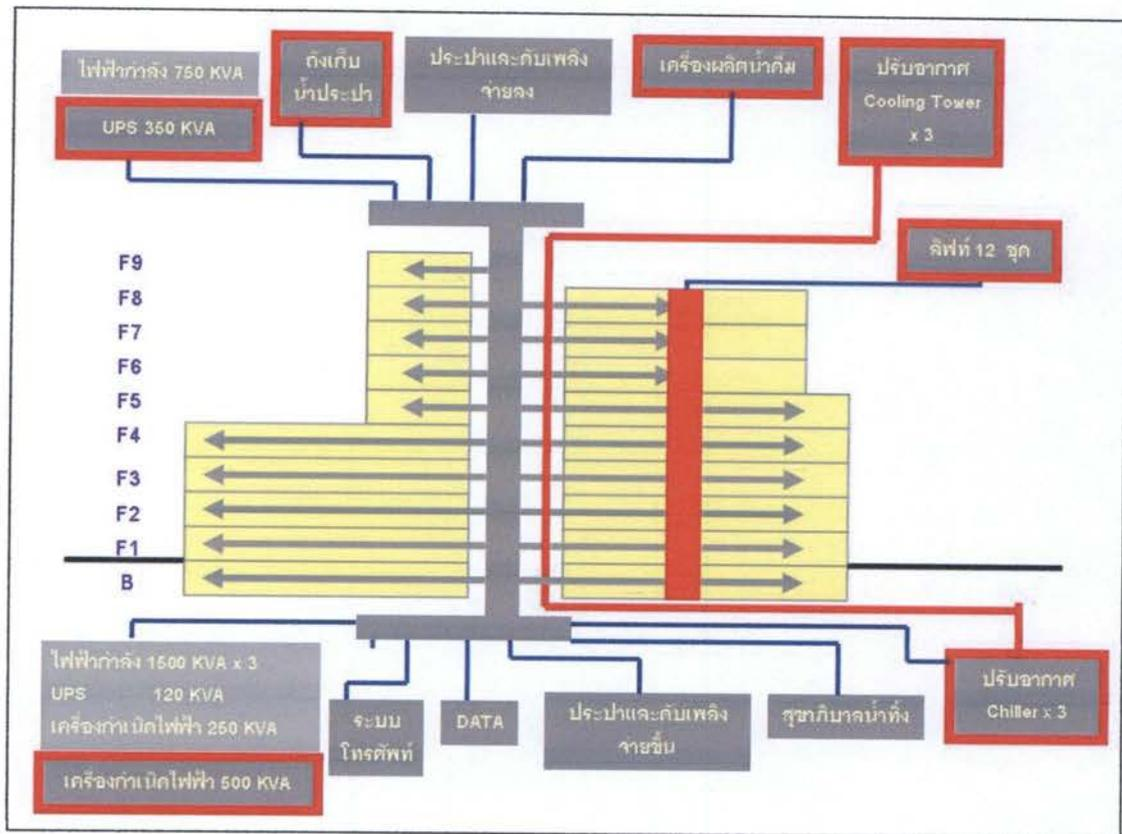 ไฟฟ้ากำลัง 750 KVA
UPS 350 KVA
ถังเก็บ
น้ำประปา
ประปาและดับเพลิง
จ่ายลง
เครื่องผลิตน้ำดื่ม
ปรับอากาศ
Cooling Tower
x 3
ลิฟท์ 12 ชุด
F9
F8
F7
F6
F5
F4
F3
F2
F1
B
ไฟฟ้ากำลัง 1500 KVA x 3
UPS 120 KVA
เครื่องกำเนิดไฟฟ้า 250 KVA
เครื่องกำเนิดไฟฟ้า 500 KVA
ระบบ
โทรศัพท์
DATA
ประปาและดับเพลิง
จ่ายขึ้น
สุขาภิบาลน้ำทิ้ง
ปรับอากาศ
Chiller x 3